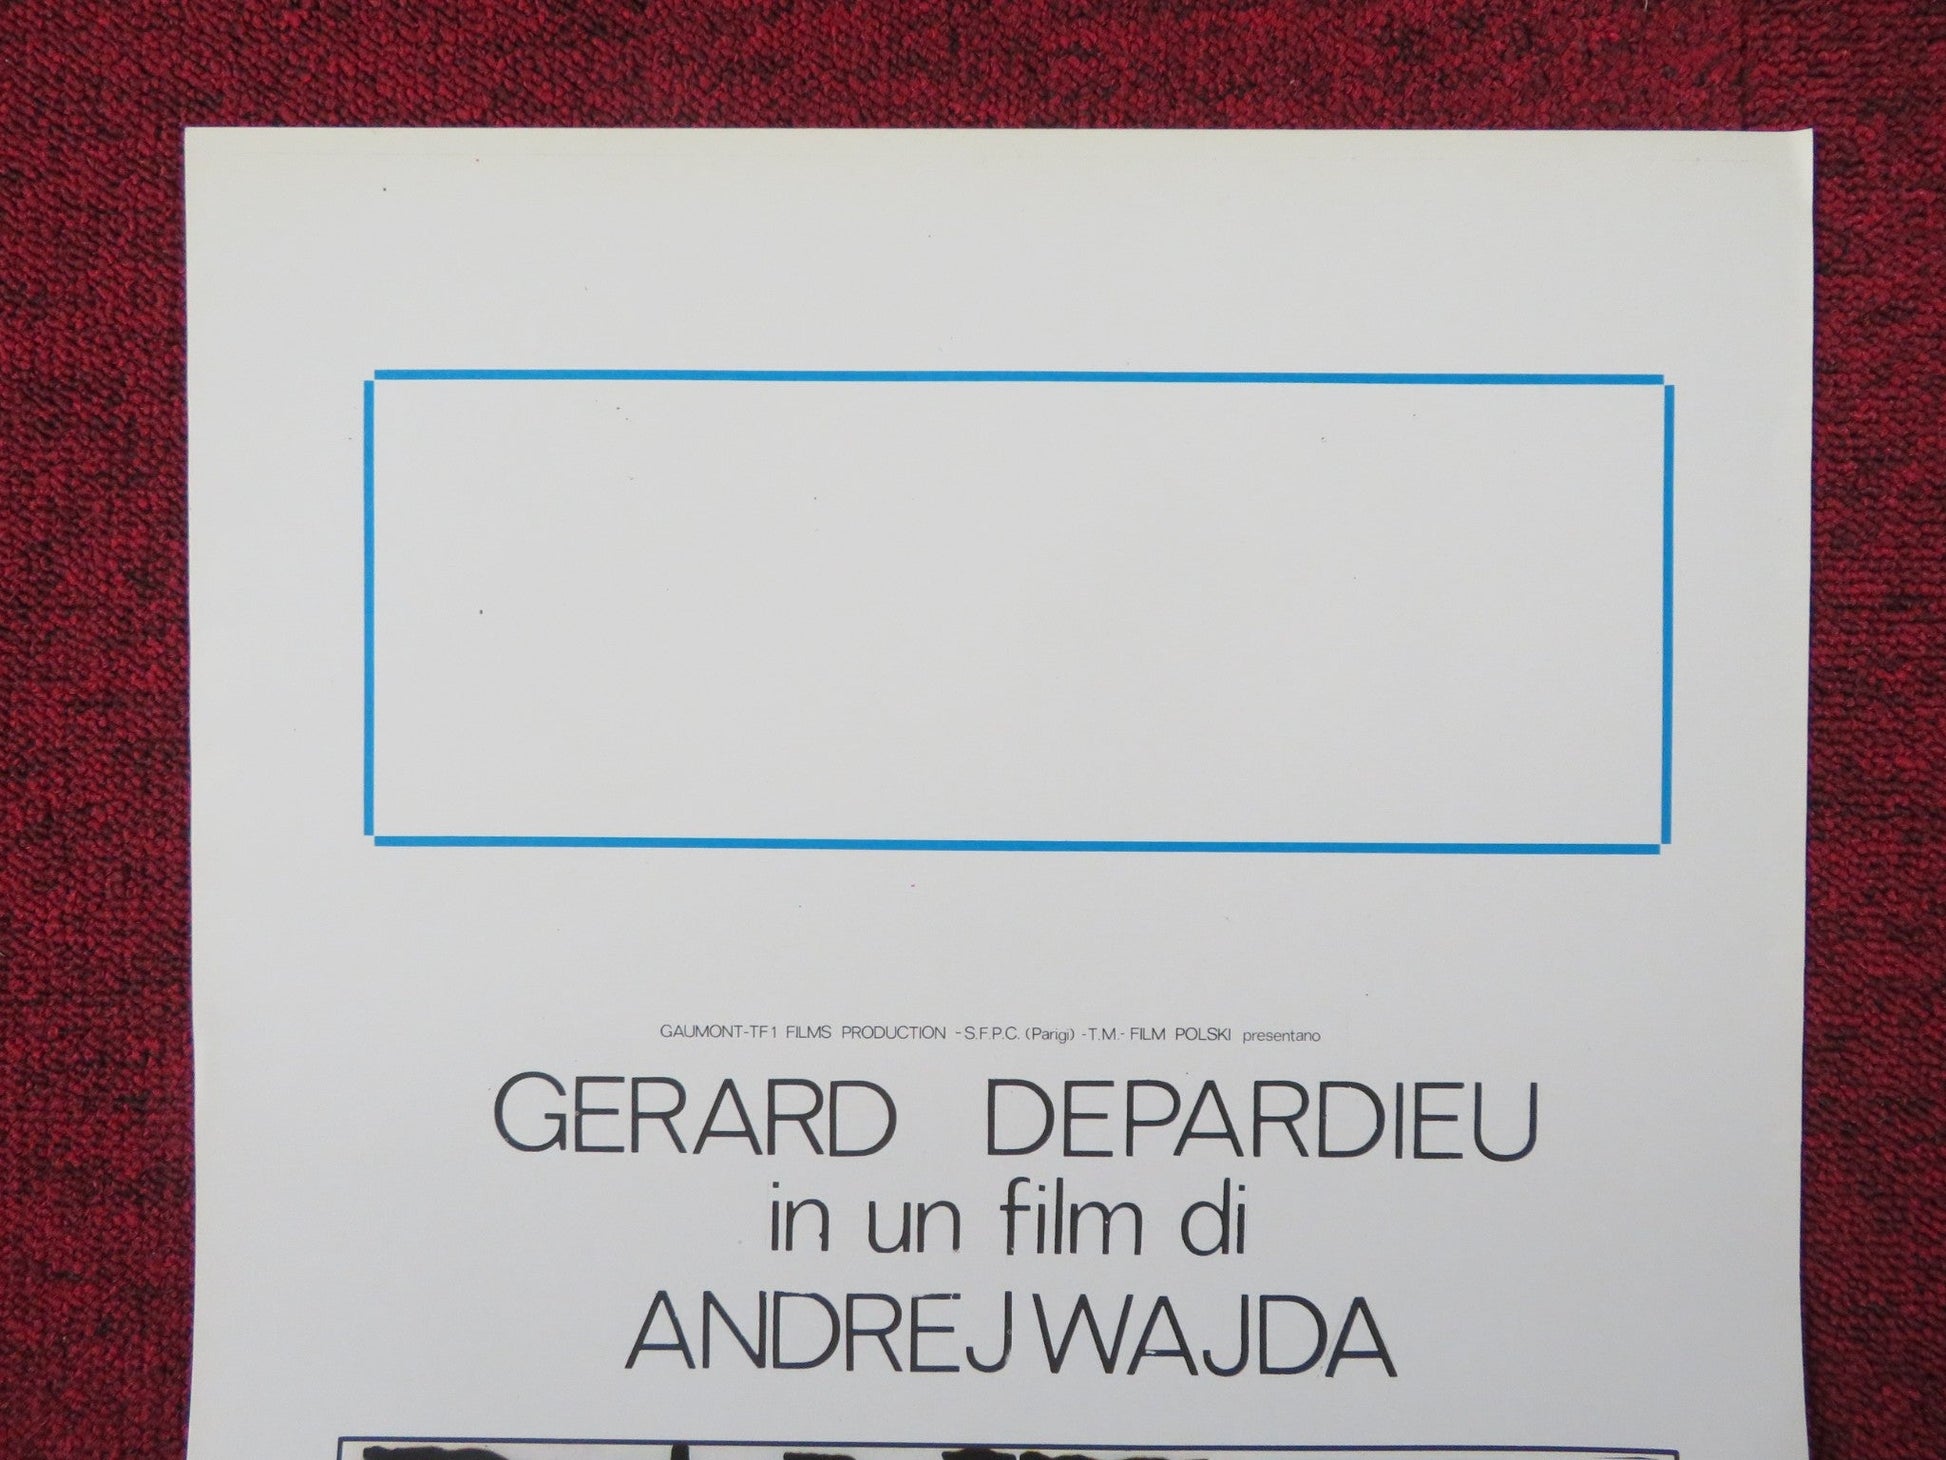 GAUMONT-TF1 FILMS PRODUCTION - S.F.P.C. (Parigi) - T.M. - FILM POLSKI presentano
GERARD DEPARDIEU
in un film di
ANDREJ WAJDA